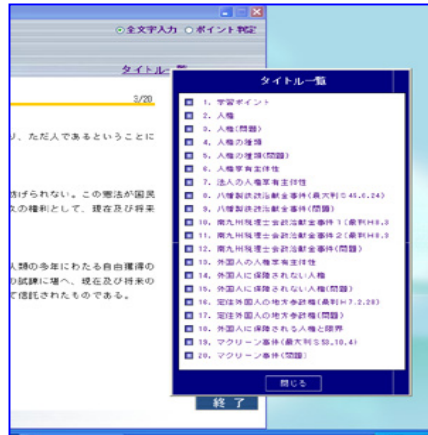 ◉全文字入力 ○ポイント判定
タイトル一覧
3/20
り、ただ人であるということに
妨げられない。この憲法が国民
久の権利として、現在及び将来
人類の多年にわたる自由獲得の
の試練に堪へ、現在及び将来の
て信託されたものである。
終 了
タイトル一覧
1. 学習ポイント
2. 人権
3. 人権(問題)
4. 人権の種類
5. 人権の種類(問題)
6. 人権享有主体性
7. 法人の人権享有主体性
8. 八幡製鉄政治献金事件(最大判S45.6.24)
9. 八幡製鉄政治献金事件(問題)
10. 南九州税理士会政治献金事件1(最判H8.3
11. 南九州税理士会政治献金事件2(最判H8.3
12. 南九州税理士会政治献金事件(問題)
13. 外国人の人権享有主体性
14. 外国人に保障されない人権
15. 外国人に保障されない人権(問題)
16. 定住外国人の地方参政権(最判H7.2.28)
17. 定住外国人の地方参政権(問題)
18. 外国人に保障される人権と限界
19. マクリーン事件(最大判S53.10.4)
20. マクリーン事件(問題)
閉じる